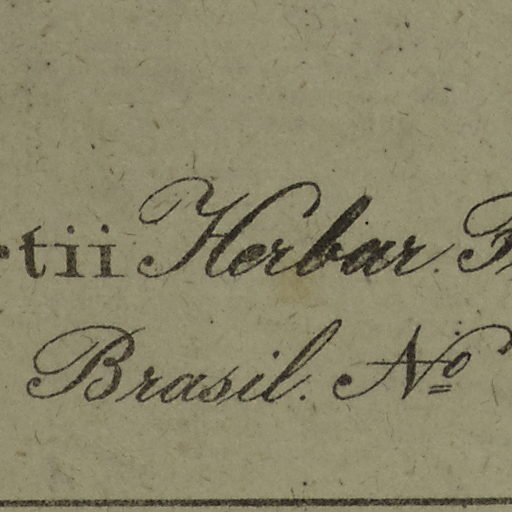 rtii Herbar. F
Brasil. Nº